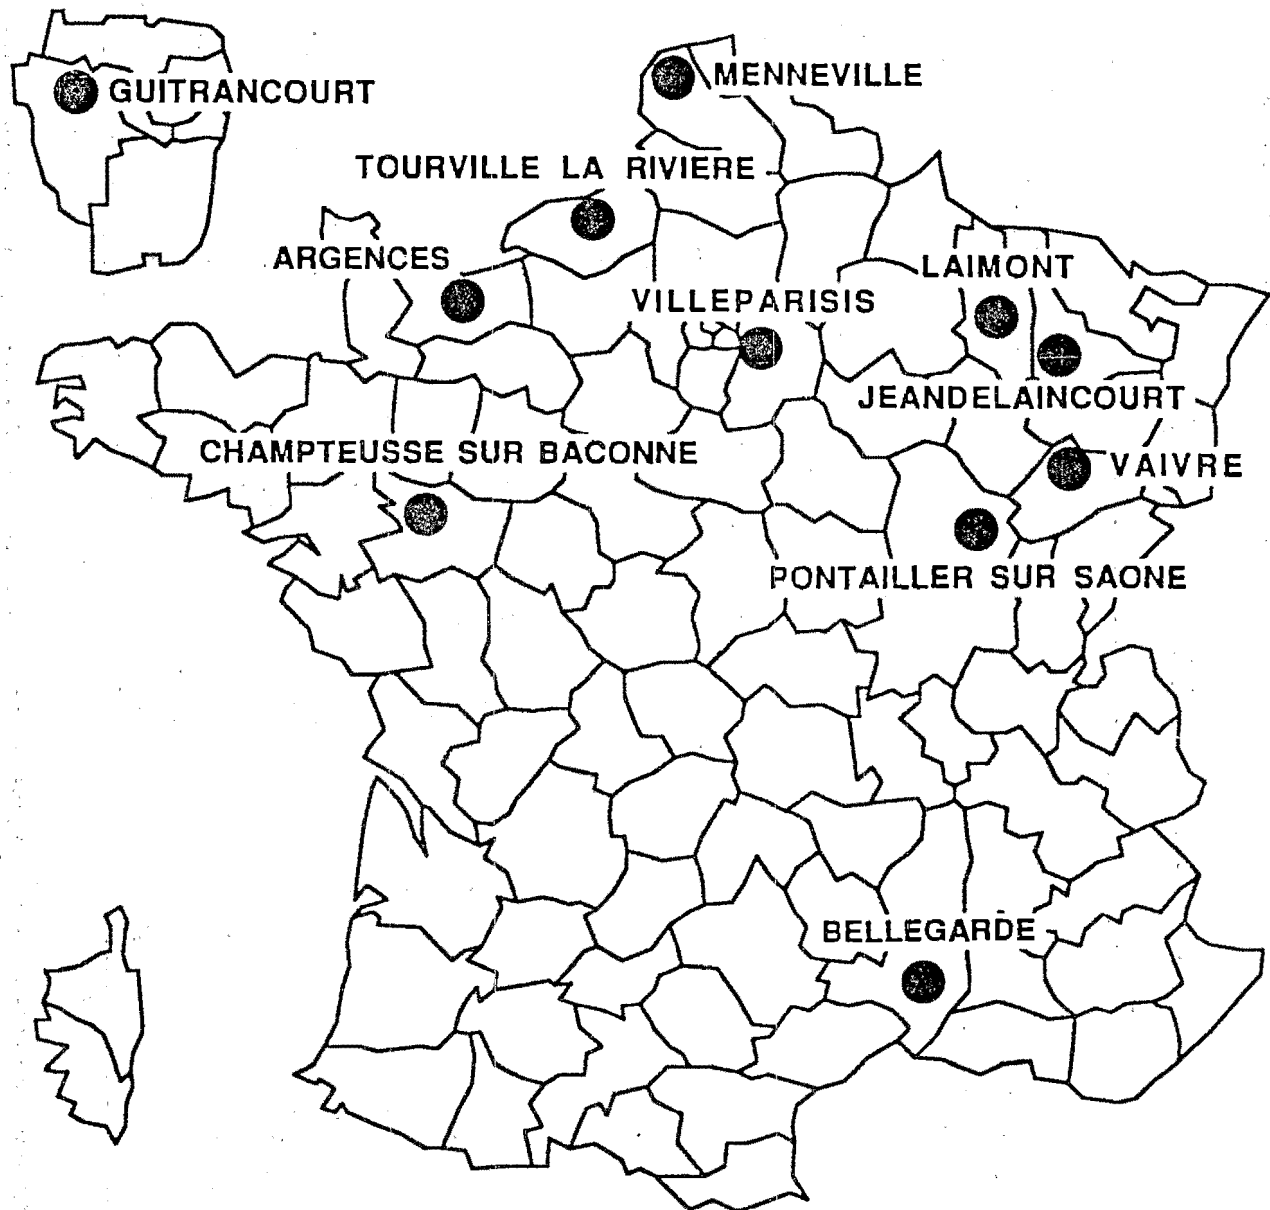 GUITRANCOURT
MENNEVILLE
TOURVILLE LA RIVIERE
ARGENCES
LAIMONT
VILLEPARISIS
JEANDELAINCOURT
CHAMPTEUSSE SUR BACONNE
VAIVRE
PONTAILLER SUR SAONE
BELLEGARDE